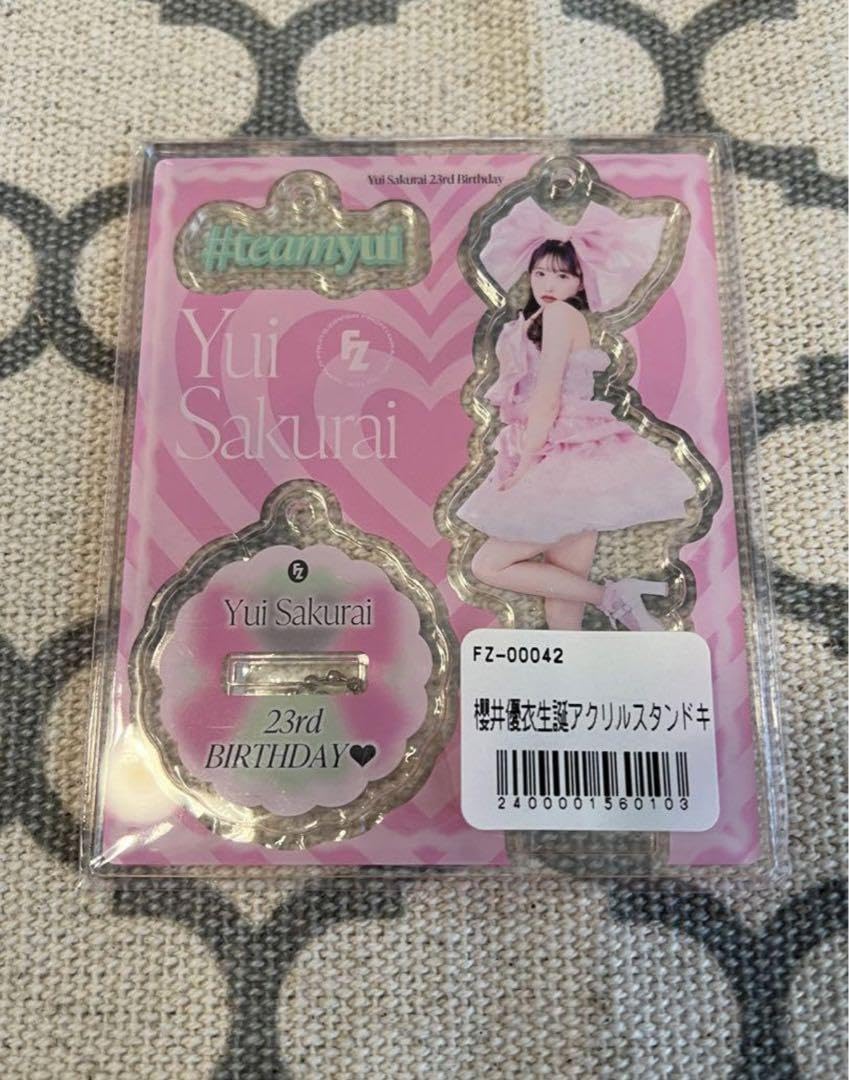 Yui Sakurai 23rd Birthday
#teamyui
Yui
Sakurai
FZ
FZ
Yui Sakurai
23rd
BIRTHDAY♥
FZ-00042
櫻井優衣生誕アクリルスタンドキ
2400001560103